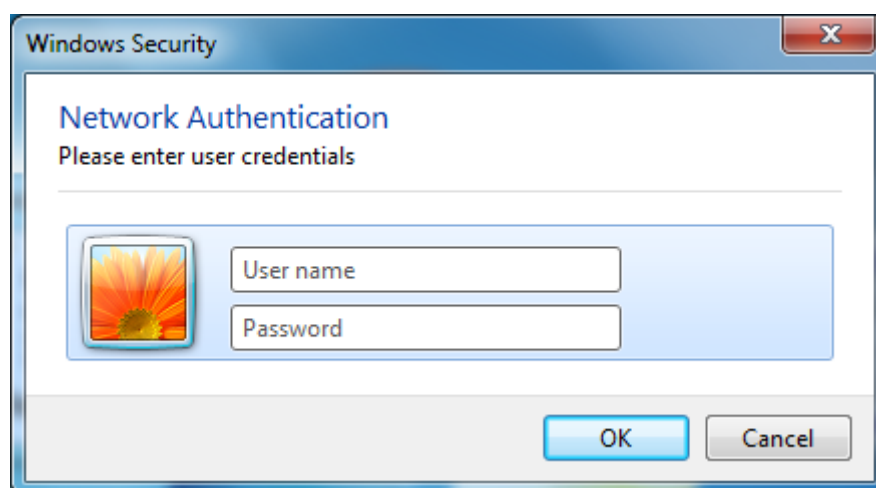 Windows Security
Network Authentication
Please enter user credentials
User name
Password
OK
Cancel